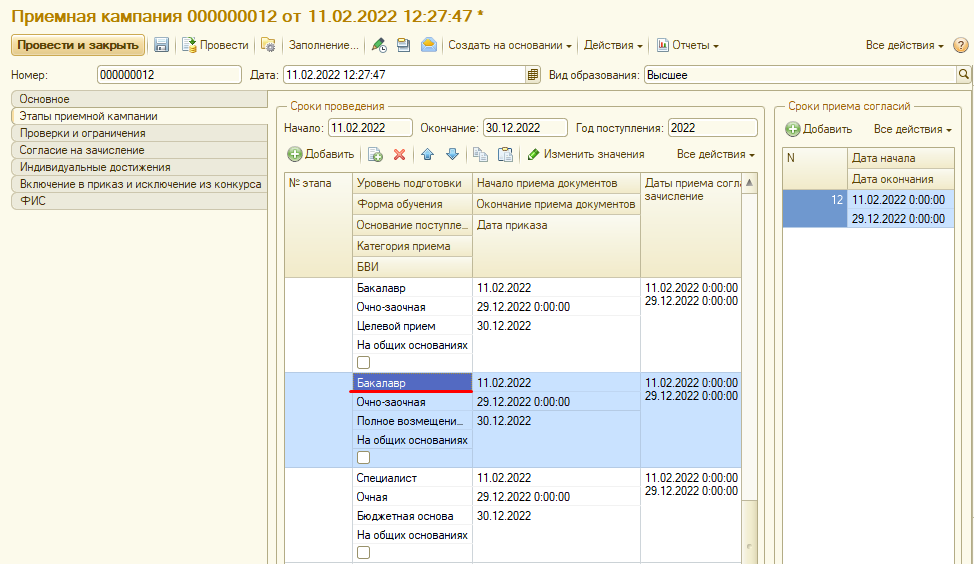 Приемная кампания 000000012 от 11.02.2022 12:27:47 *
Провести и закрыть Провести Заполнение... Создать на основании Действия Отчеты Все действия ?
Номер: 000000012 Дата: 11.02.2022 12:27:47 Вид образования: Высшее
Основное
Этапы приемной кампании
Проверки и ограничения
Согласие на зачисление
Индивидуальные достижения
Включение в приказ и исключение из конкурса
ФИС
Сроки проведения
Начало: 11.02.2022 Окончание: 30.12.2022 Год поступления: 2022
Добавить Изменить значения Все действия
№ этапа Уровень подготовки Начало приема документов Даты приема согла
зачисление
Форма обучения Окончание приема документов
Основание поступле... Дата приказа
Категория приема
БВИ
Бакалавр 11.02.2022 11.02.2022 0:00:00
Очно-заочная 29.12.2022 0:00:00 29.12.2022 0:00:00
Целевой прием 30.12.2022
На общих основаниях
Бакалавр 11.02.2022 11.02.2022 0:00:00
Очно-заочная 29.12.2022 0:00:00 29.12.2022 0:00:00
Полное возмещени... 30.12.2022
На общих основаниях
Специалист 11.02.2022 11.02.2022 0:00:00
Очная 29.12.2022 0:00:00 29.12.2022 0:00:00
Бюджетная основа 30.12.2022
На общих основаниях
Сроки приема согласий
Добавить Все действия
N Дата начала
Дата окончания
12 11.02.2022 0:00:00
29.12.2022 0:00:00